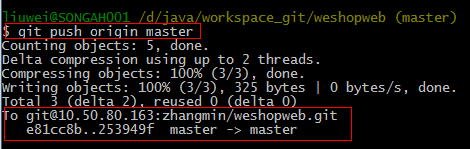 liuwei@SONGAH001 /d/java/workspace_git/weshopweb (master)
$ git push origin master
Counting objects: 5, done.
Delta compression using up to 2 threads.
Compressing objects: 100% (3/3), done.
Writing objects: 100% (3/3), 325 bytes | 0 bytes/s, done.
Total 3 (delta 2), reused 0 (delta 0)
To git@10.50.80.163:zhangmin/weshopweb.git
   e81cc8b..253949f  master -> master